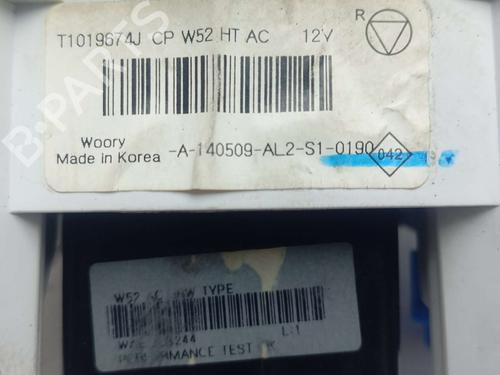 T1019674J CP W52 HT AC 12V
R
Woory
Made in Korea
-A-140509-AL2-S1-0190
042
B-PARTS
W52 TYPE
244
L-1
PERFORMANCE TEST